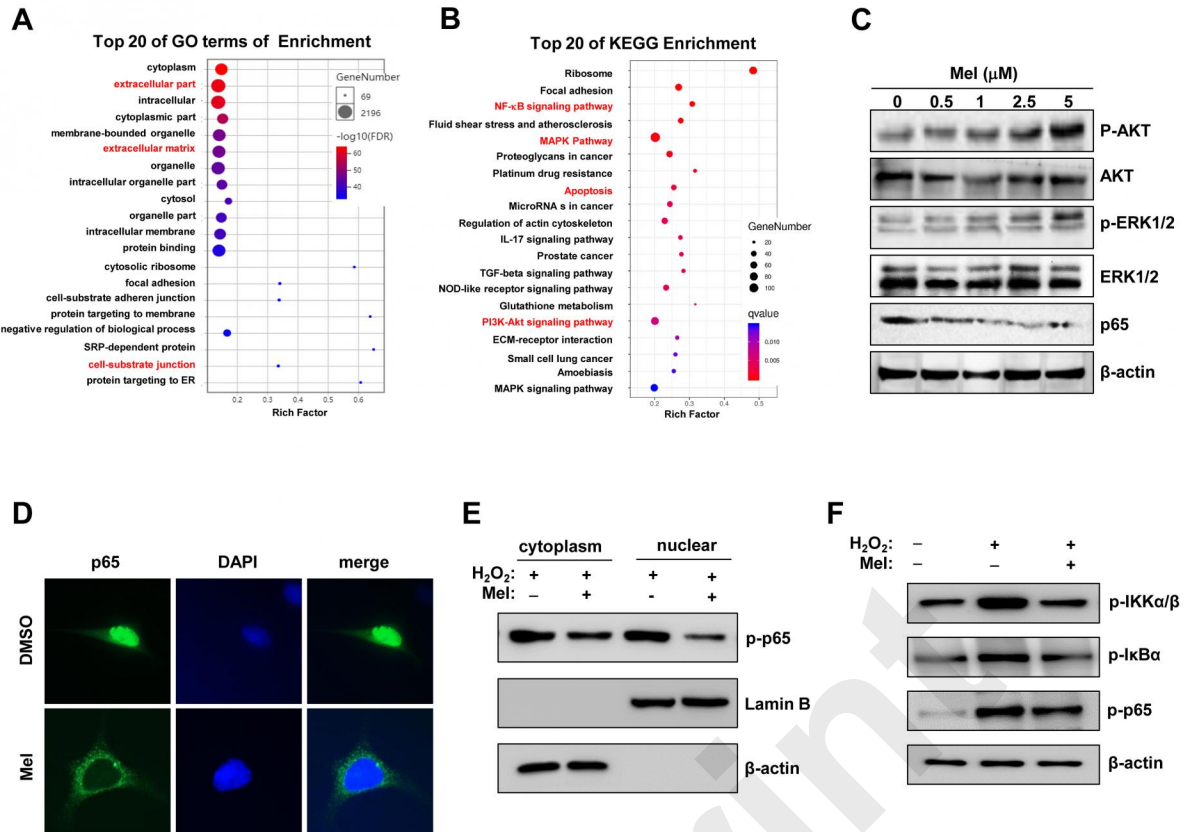 A
Top 20 of GO terms of Enrichment
cytoplasm
extracellular part
intracellular
cytoplasmic part
membrane-bounded organelle
extracellular matrix
organelle
intracellular organelle part
cytosol
organelle part
intracellular membrane
protein binding
cytosolic ribosome
focal adhesion
cell-substrate adheren junction
protein targeting to membrane
negative regulation of biological process
SRP-dependent protein
cell-substrate junction
protein targeting to ER
0.2 0.3 0.4 0.5 0.6
Rich Factor
GeneNumber
69
2196
-log10(FDR)
60
50
40
B
Top 20 of KEGG Enrichment
Ribosome
Focal adhesion
NF-κB signaling pathway
Fluid shear stress and atherosclerosis
MAPK Pathway
Proteoglycans in cancer
Platinum drug resistance
Apoptosis
MicroRNA s in cancer
Regulation of actin cytoskeleton
IL-17 signaling pathway
Prostate cancer
TGF-beta signaling pathway
NOD-like receptor signaling pathway
Glutathione metabolism
PI3K-Akt signaling pathway
ECM-receptor interaction
Small cell lung cancer
Amoebiasis
MAPK signaling pathway
0.2 0.3 0.4 0.5
Rich Factor
GeneNumber
20
40
60
80
100
qvalue
0.010
0.005
C
Mel (μM)
0 0.5 1 2.5 5
P-AKT
AKT
p-ERK1/2
ERK1/2
p65
β-actin
D
p65 DAPI merge
DMSO
Mel
E
cytoplasm nuclear
H₂O₂: + + + +
Mel: – + - +
p-p65
Lamin B
β-actin
F
H₂O₂: – + +
Mel: – – +
p-IKKα/β
p-IκBα
p-p65
β-actin